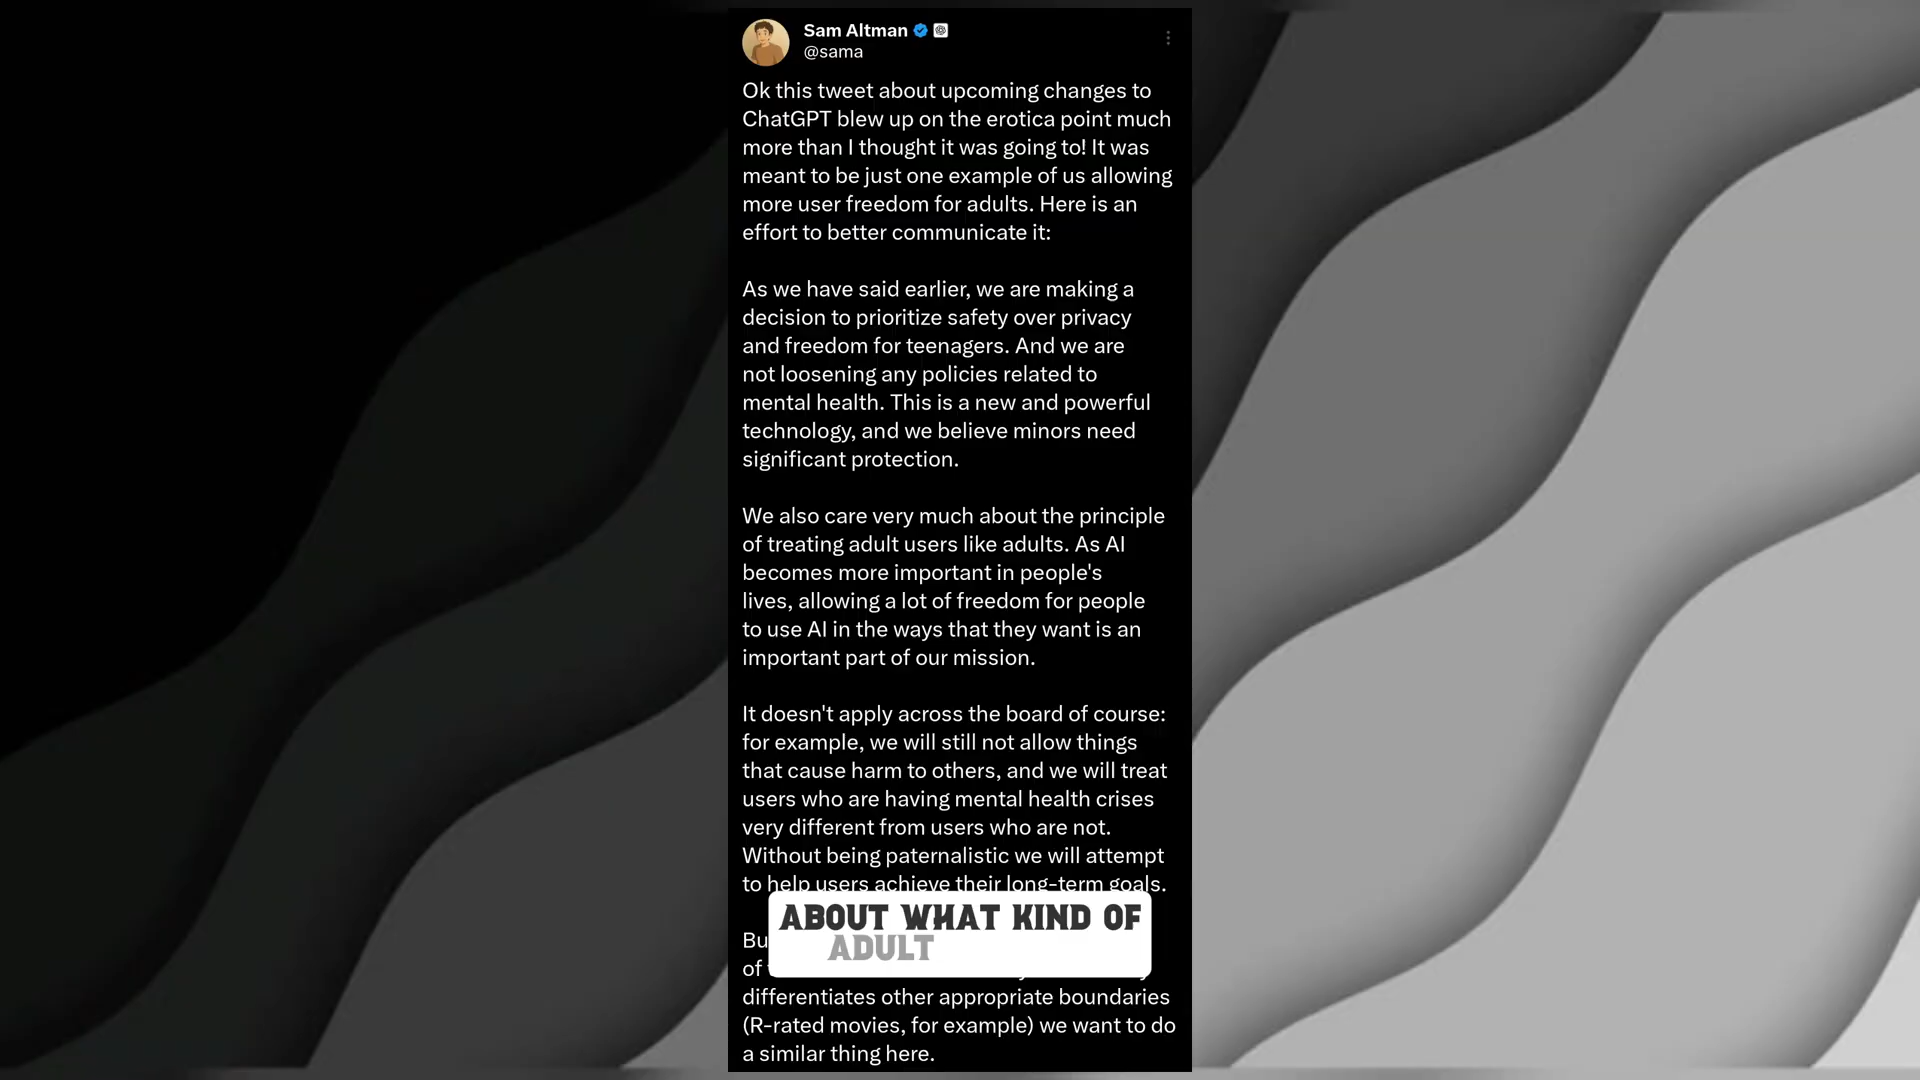 Sam Altman
@sama
Ok this tweet about upcoming changes to
ChatGPT blew up on the erotica point much
more than I thought it was going to! It was
meant to be just one example of us allowing
more user freedom for adults. Here is an
effort to better communicate it:
As we have said earlier, we are making a
decision to prioritize safety over privacy
and freedom for teenagers. And we are
not loosening any policies related to
mental health. This is a new and powerful
technology, and we believe minors need
significant protection.
We also care very much about the principle
of treating adult users like adults. As AI
becomes more important in people's
lives, allowing a lot of freedom for people
to use AI in the ways that they want is an
important part of our mission.
It doesn't apply across the board of course:
for example, we will still not allow things
that cause harm to others, and we will treat
users who are having mental health crises
very different from users who are not.
Without being paternalistic we will attempt
to help users achieve their long-term goals.
ABOUT WHAT KIND OF
ADULT
of
differentiates other appropriate boundaries
(R-rated movies, for example) we want to do
a similar thing here.